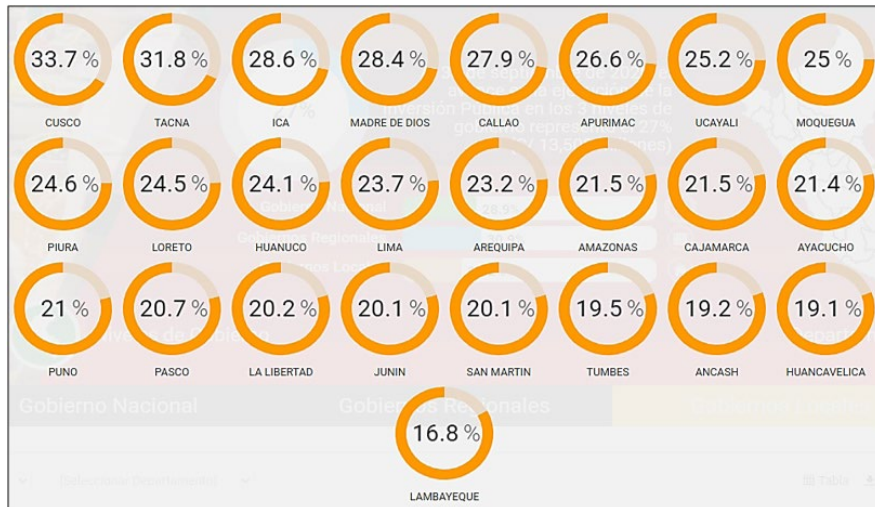 33.7 % 31.8 % 28.6 % 28.4 % 27.9 % 26.6 % 25.2 % 25 %
CUSCO TACNA ICA MADRE DE DIOS CALLAO APURIMAC UCAYALI MOQUEGUA
24.6 % 24.5 % 24.1 % 23.7 % 23.2 % 21.5 % 21.5 % 21.4 %
PIURA LORETO HUANUCO LIMA AREQUIPA AMAZONAS CAJAMARCA AYACUCHO
21 % 20.7 % 20.2 % 20.1 % 20.1 % 19.5 % 19.2 % 19.1 %
PUNO PASCO LA LIBERTAD JUNIN SAN MARTIN TUMBES ANCASH HUANCAVELICA
Gobierno Nacional Gobiernos Regionales
16.8 %
Tabla
LAMBAYEQUE